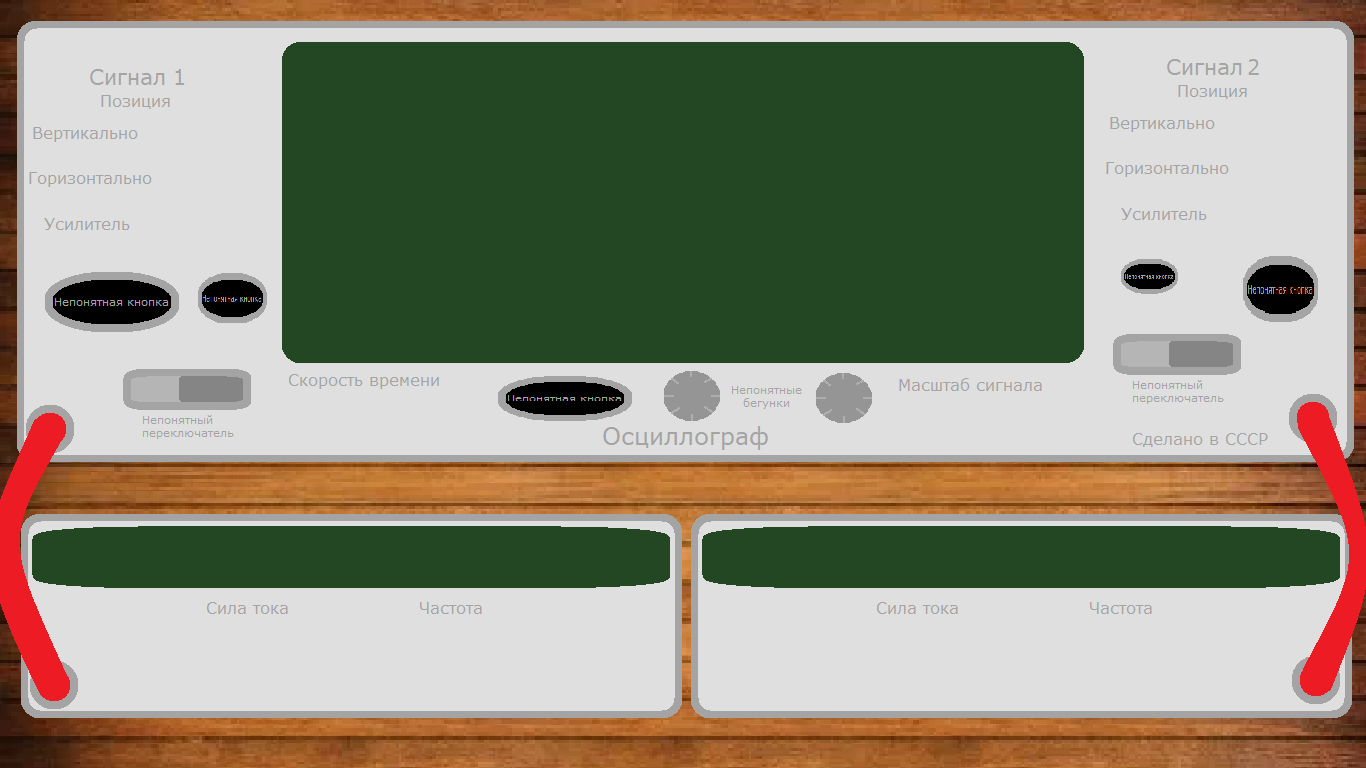 Сигнал 1
Позиция
Вертикально
Горизонтально
Усилитель
Непонятная кнопка
Непонятная кнопка
Непонятный
переключатель
Сигнал 2
Позиция
Вертикально
Горизонтально
Усилитель
Непонятная кнопка
Непонятная кнопка
Непонятный
переключатель
Скорость времени
Непонятная кнопка
Непонятные
бегунки
Масштаб сигнала
Осциллограф
Сделано в СССР
Сила тока
Частота
Сила тока
Частота